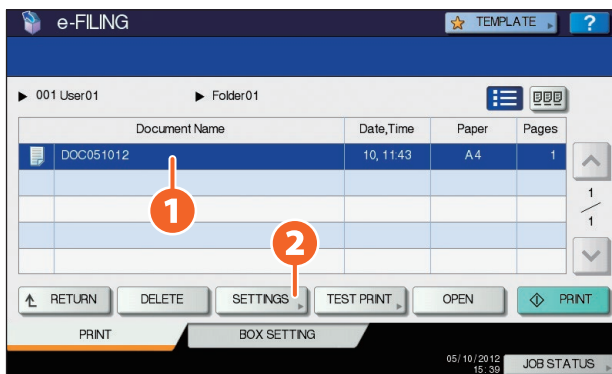 e-FILING
TEMPLATE
?
001 User01
Folder01
Document Name Date,Time Paper Pages
DOC051012 10, 11:43 A4 1
1
1
1
2
RETURN DELETE SETTINGS TEST PRINT OPEN PRINT
PRINT BOX SETTING
05/10/2012
15:39
JOB STATUS